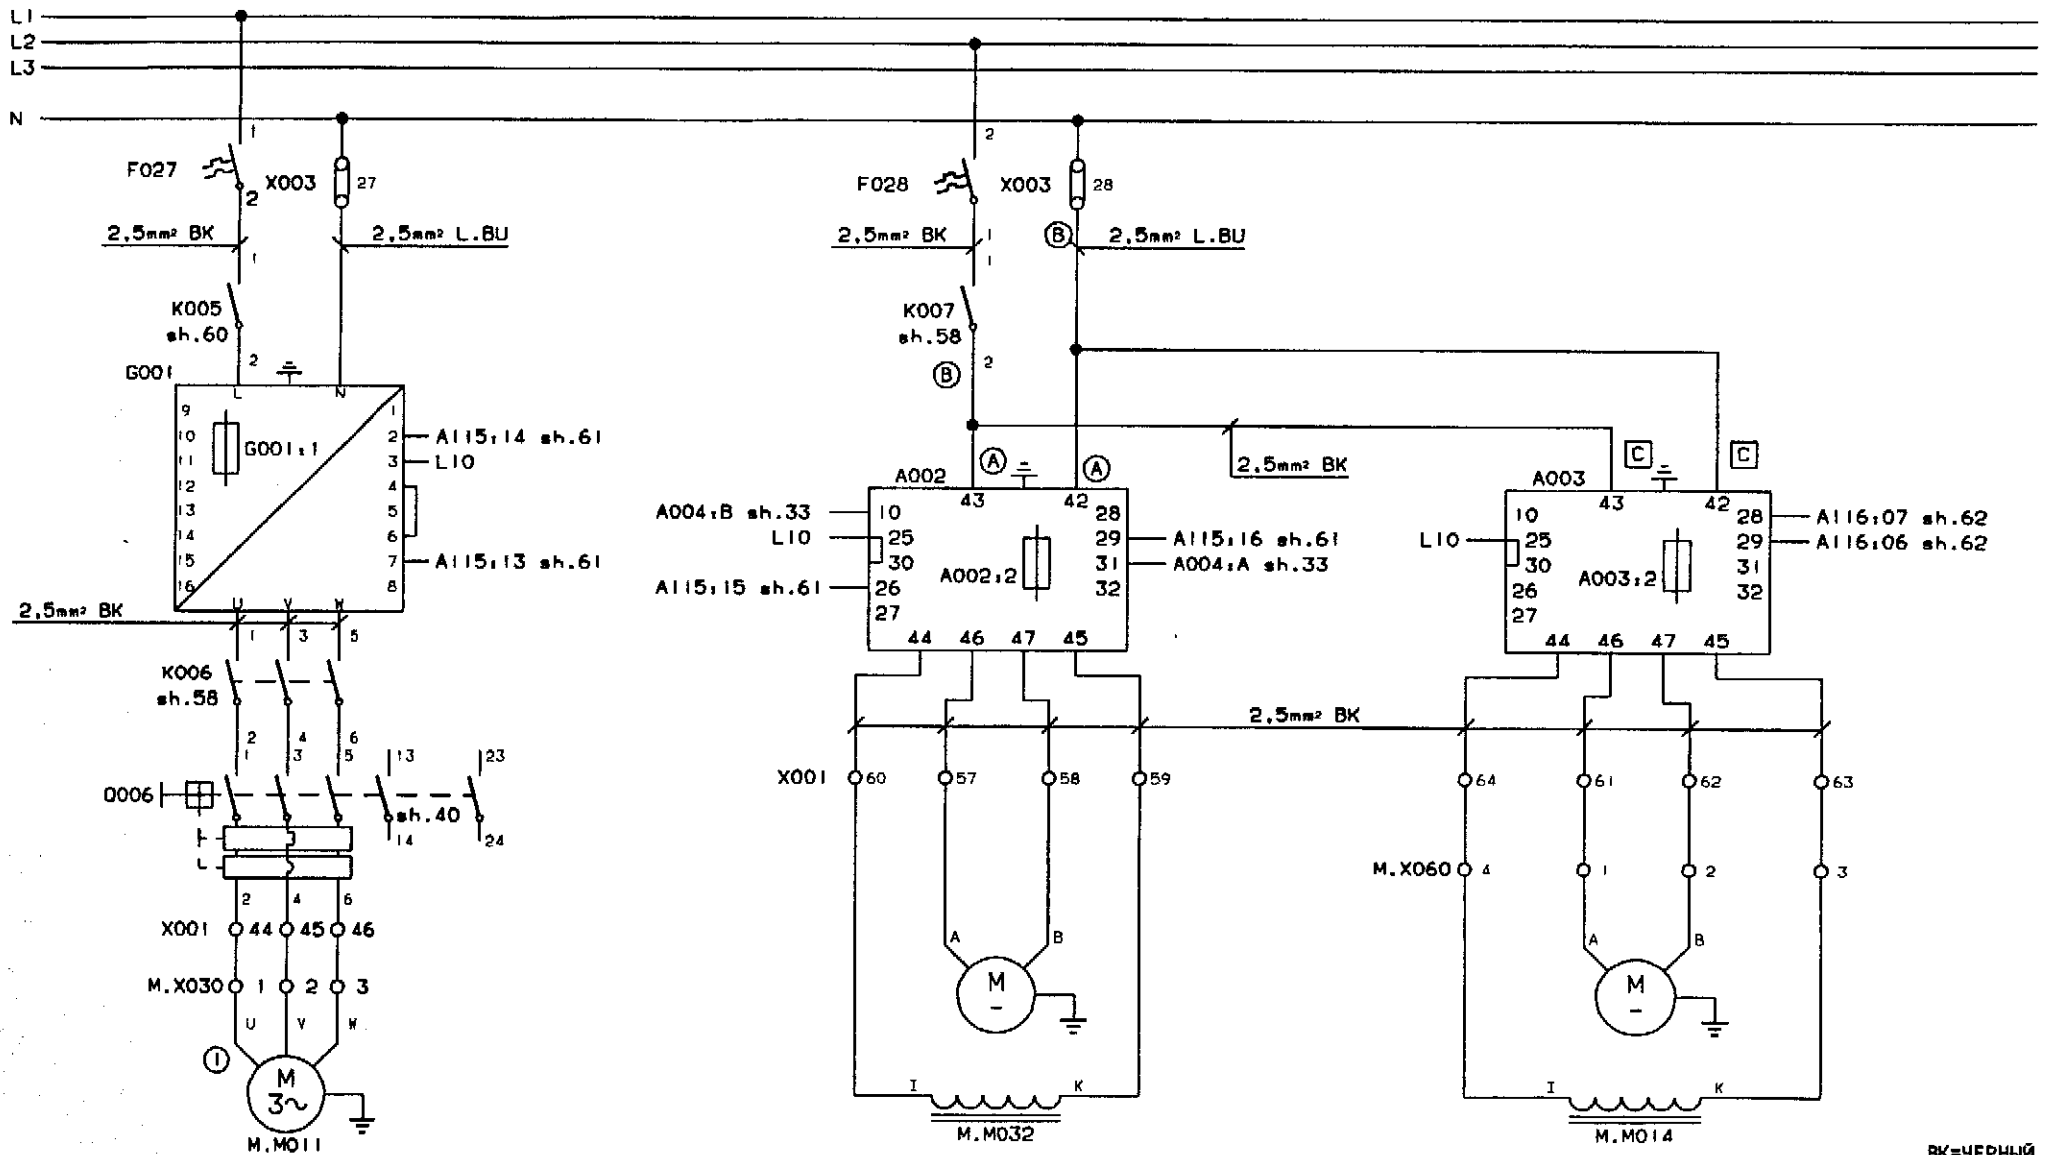 L1
L2
L3
N
1
2
F027
X003
27
F028
X003
28
2
2,5mm² BK
2,5mm² L.BU
2,5mm² BK
1
B
2,5mm² L.BU
1
1
K005
sh.60
K007
sh.58
2
2
G001
B
L
N
9
1
10
G001:1
2
A115:14 sh.61
11
3
L10
12
4
13
5
14
6
15
7
A115:13 sh.61
16
8
U
V
W
2,5mm² BK
1
3
5
A
A
2,5mm² BK
C
C
A002
43
42
A003
43
42
A004:B sh.33
10
28
L10
25
29
A115:16 sh.61
30
31
A004:A sh.33
A002:2
A115:15 sh.61
26
32
27
44
46
47
45
10
28
A116:07 sh.62
L10
25
29
A116:06 sh.62
30
31
A003:2
26
32
27
44
46
47
45
K006
sh.58
2
4
6
1
3
5
13
23
Q006
sh.40
14
24
2
4
6
2,5mm² BK
X001
60
57
58
59
64
61
62
63
M.X060
4
1
2
3
X001
44
45
46
M.X030
1
2
3
U
V
W
1
M
3~
M.M011
A
B
M
-
I
K
M.M032
A
B
M
-
I
K
M.M014
BK=ЧЕРНЫЙ